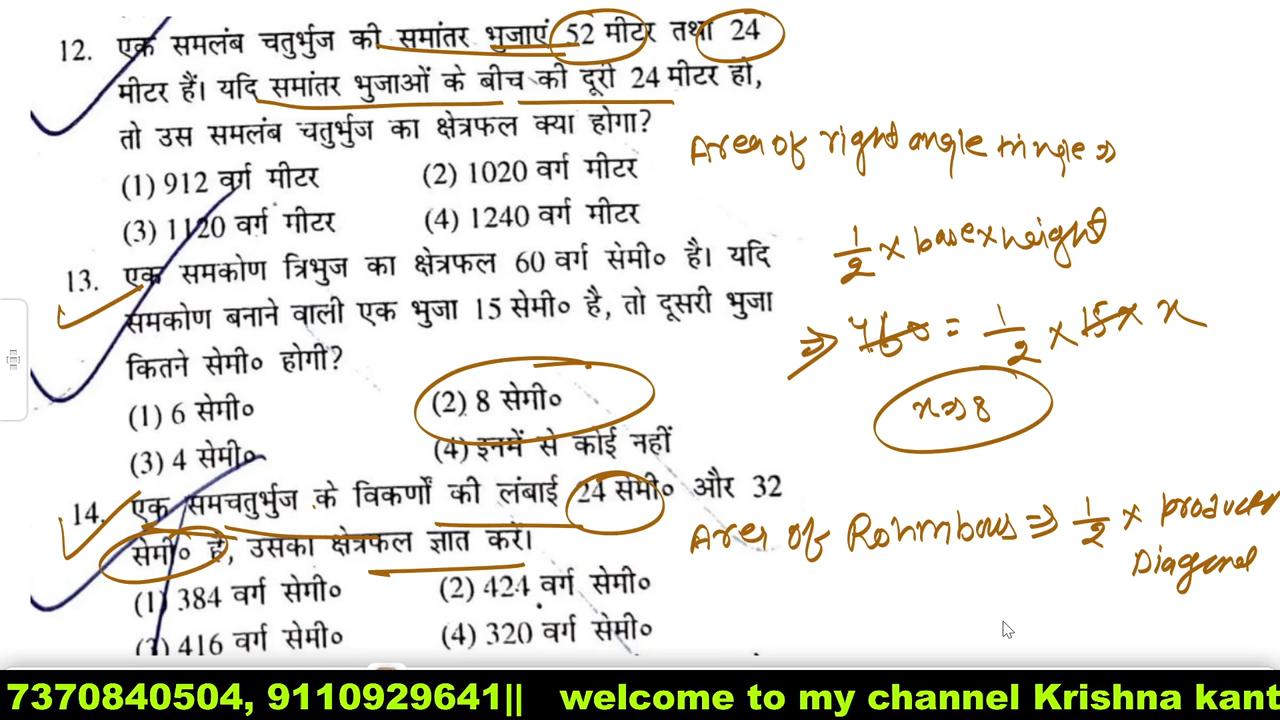 12. एक समलंब चतुर्भुज की समांतर भुजाएं 52 मीटर तथा 24
मीटर हैं। यदि समांतर भुजाओं के बीच की दूरी 24 मीटर हो,
तो उस समलंब चतुर्भुज का क्षेत्रफल क्या होगा?
(1) 912 वर्ग मीटर (2) 1020 वर्ग मीटर
(3) 1120 वर्ग मीटर (4) 1240 वर्ग मीटर
13. एक समकोण त्रिभुज का क्षेत्रफल 60 वर्ग सेमी० है। यदि
समकोण बनाने वाली एक भुजा 15 सेमी० है, तो दूसरी भुजा
कितने सेमी० होगी?
(1) 6 सेमी० (2) 8 सेमी०
(3) 4 सेमी० (4) इनमें से कोई नहीं
14. एक समचतुर्भुज के विकर्णों की लंबाई 24 सेमी० और 32
सेमी० है, उसका क्षेत्रफल ज्ञात करें।
(1) 384 वर्ग सेमी० (2) 424 वर्ग सेमी०
(3) 416 वर्ग सेमी० (4) 320 वर्ग सेमी०
Area of right angle tringle ⇒
1/2 × base × height
= 1/2 × 15 × x
x ⇒ 8
Area of Rohmbous ⇒ 1/2 × product
Diagonal
7370840504, 9110929641|| welcome to my channel Krishna kant